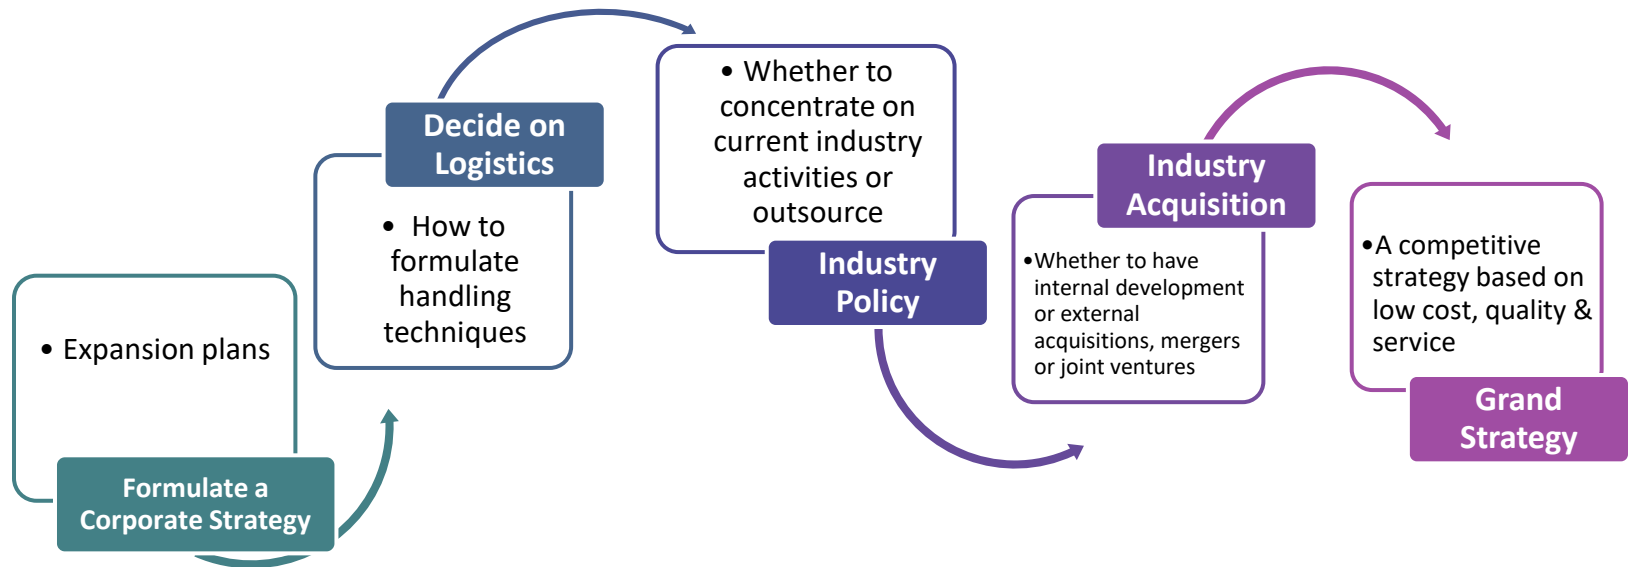 • Expansion plans
Formulate a
Corporate Strategy
Decide on
Logistics
• How to
formulate
handling
techniques
• Whether to
concentrate on
current industry
activities or
outsource
Industry
Policy
Industry
Acquisition
•Whether to have
internal development
or external
acquisitions, mergers
or joint ventures
•A competitive
strategy based on
low cost, quality &
service
Grand
Strategy